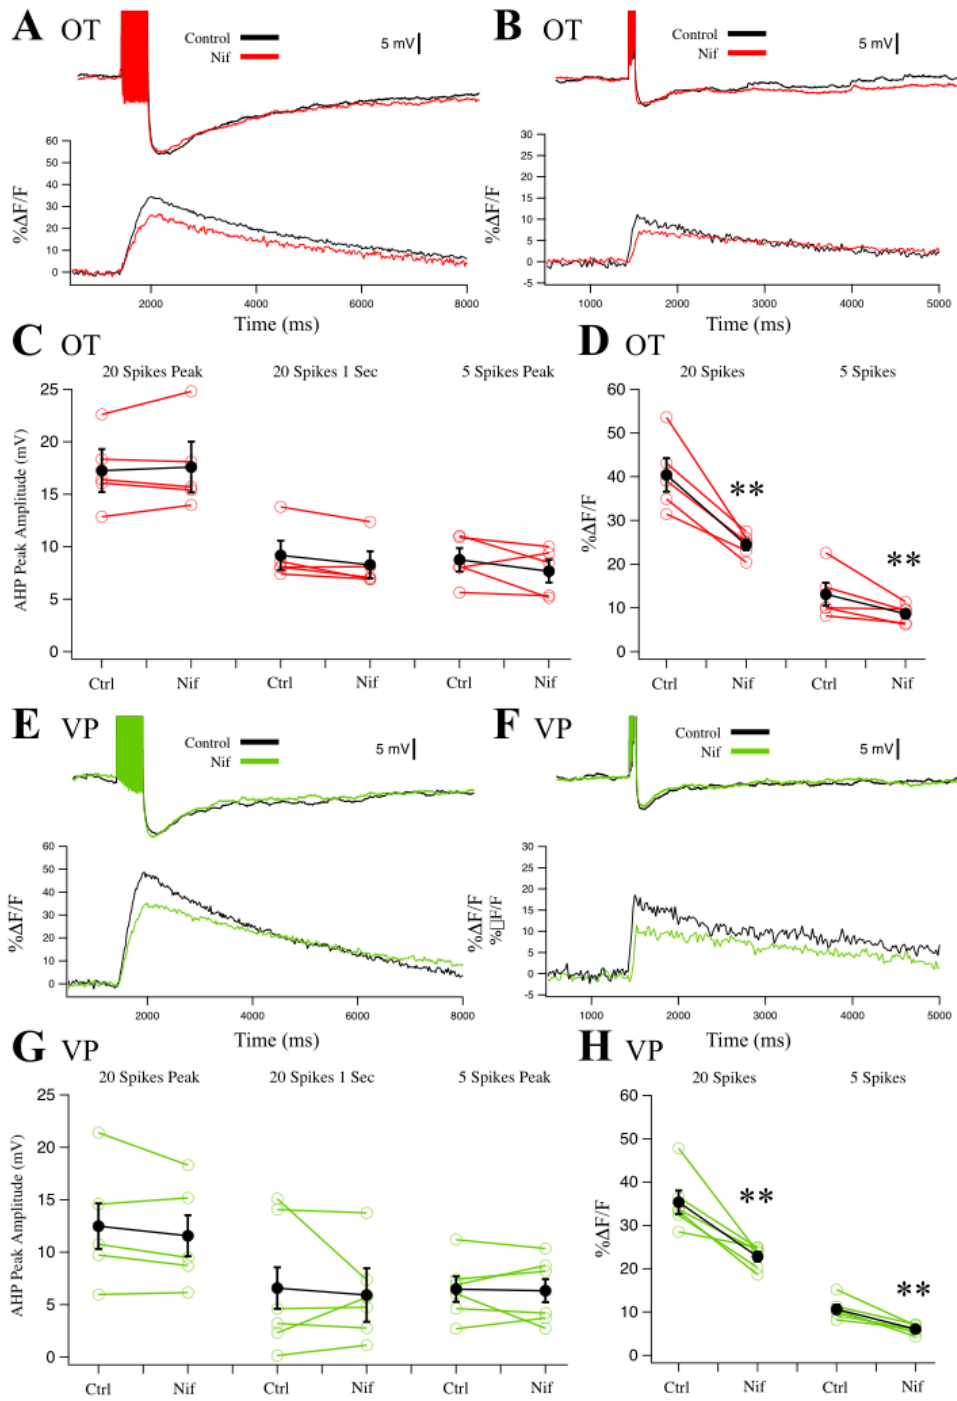 A OT
Control
Nif
5 mV
60
50
40
30
20
10
0
%ΔF/F
2000 4000 6000 8000
Time (ms)
B OT
Control
Nif
5 mV
30
25
20
15
10
5
0
-5
%ΔF/F
1000 2000 3000 4000 5000
Time (ms)
C OT
20 Spikes Peak 20 Spikes 1 Sec 5 Spikes Peak
25
20
15
10
5
0
AHP Peak Amplitude (mV)
Ctrl Nif Ctrl Nif Ctrl Nif
D OT
20 Spikes 5 Spikes
60
50
40
30
20
10
0
%ΔF/F
**
**
Ctrl Nif Ctrl Nif
E VP
Control
Nif
5 mV
60
50
40
30
20
10
0
%ΔF/F
2000 4000 6000 8000
Time (ms)
F VP
Control
Nif
5 mV
30
25
20
15
10
5
0
-5
%ΔF/F
%▯F/F
1000 2000 3000 4000 5000
Time (ms)
G VP
20 Spikes Peak 20 Spikes 1 Sec 5 Spikes Peak
25
20
15
10
5
0
AHP Peak Amplitude (mV)
Ctrl Nif Ctrl Nif Ctrl Nif
H VP
20 Spikes 5 Spikes
60
50
40
30
20
10
0
%ΔF/F
**
**
Ctrl Nif Ctrl Nif